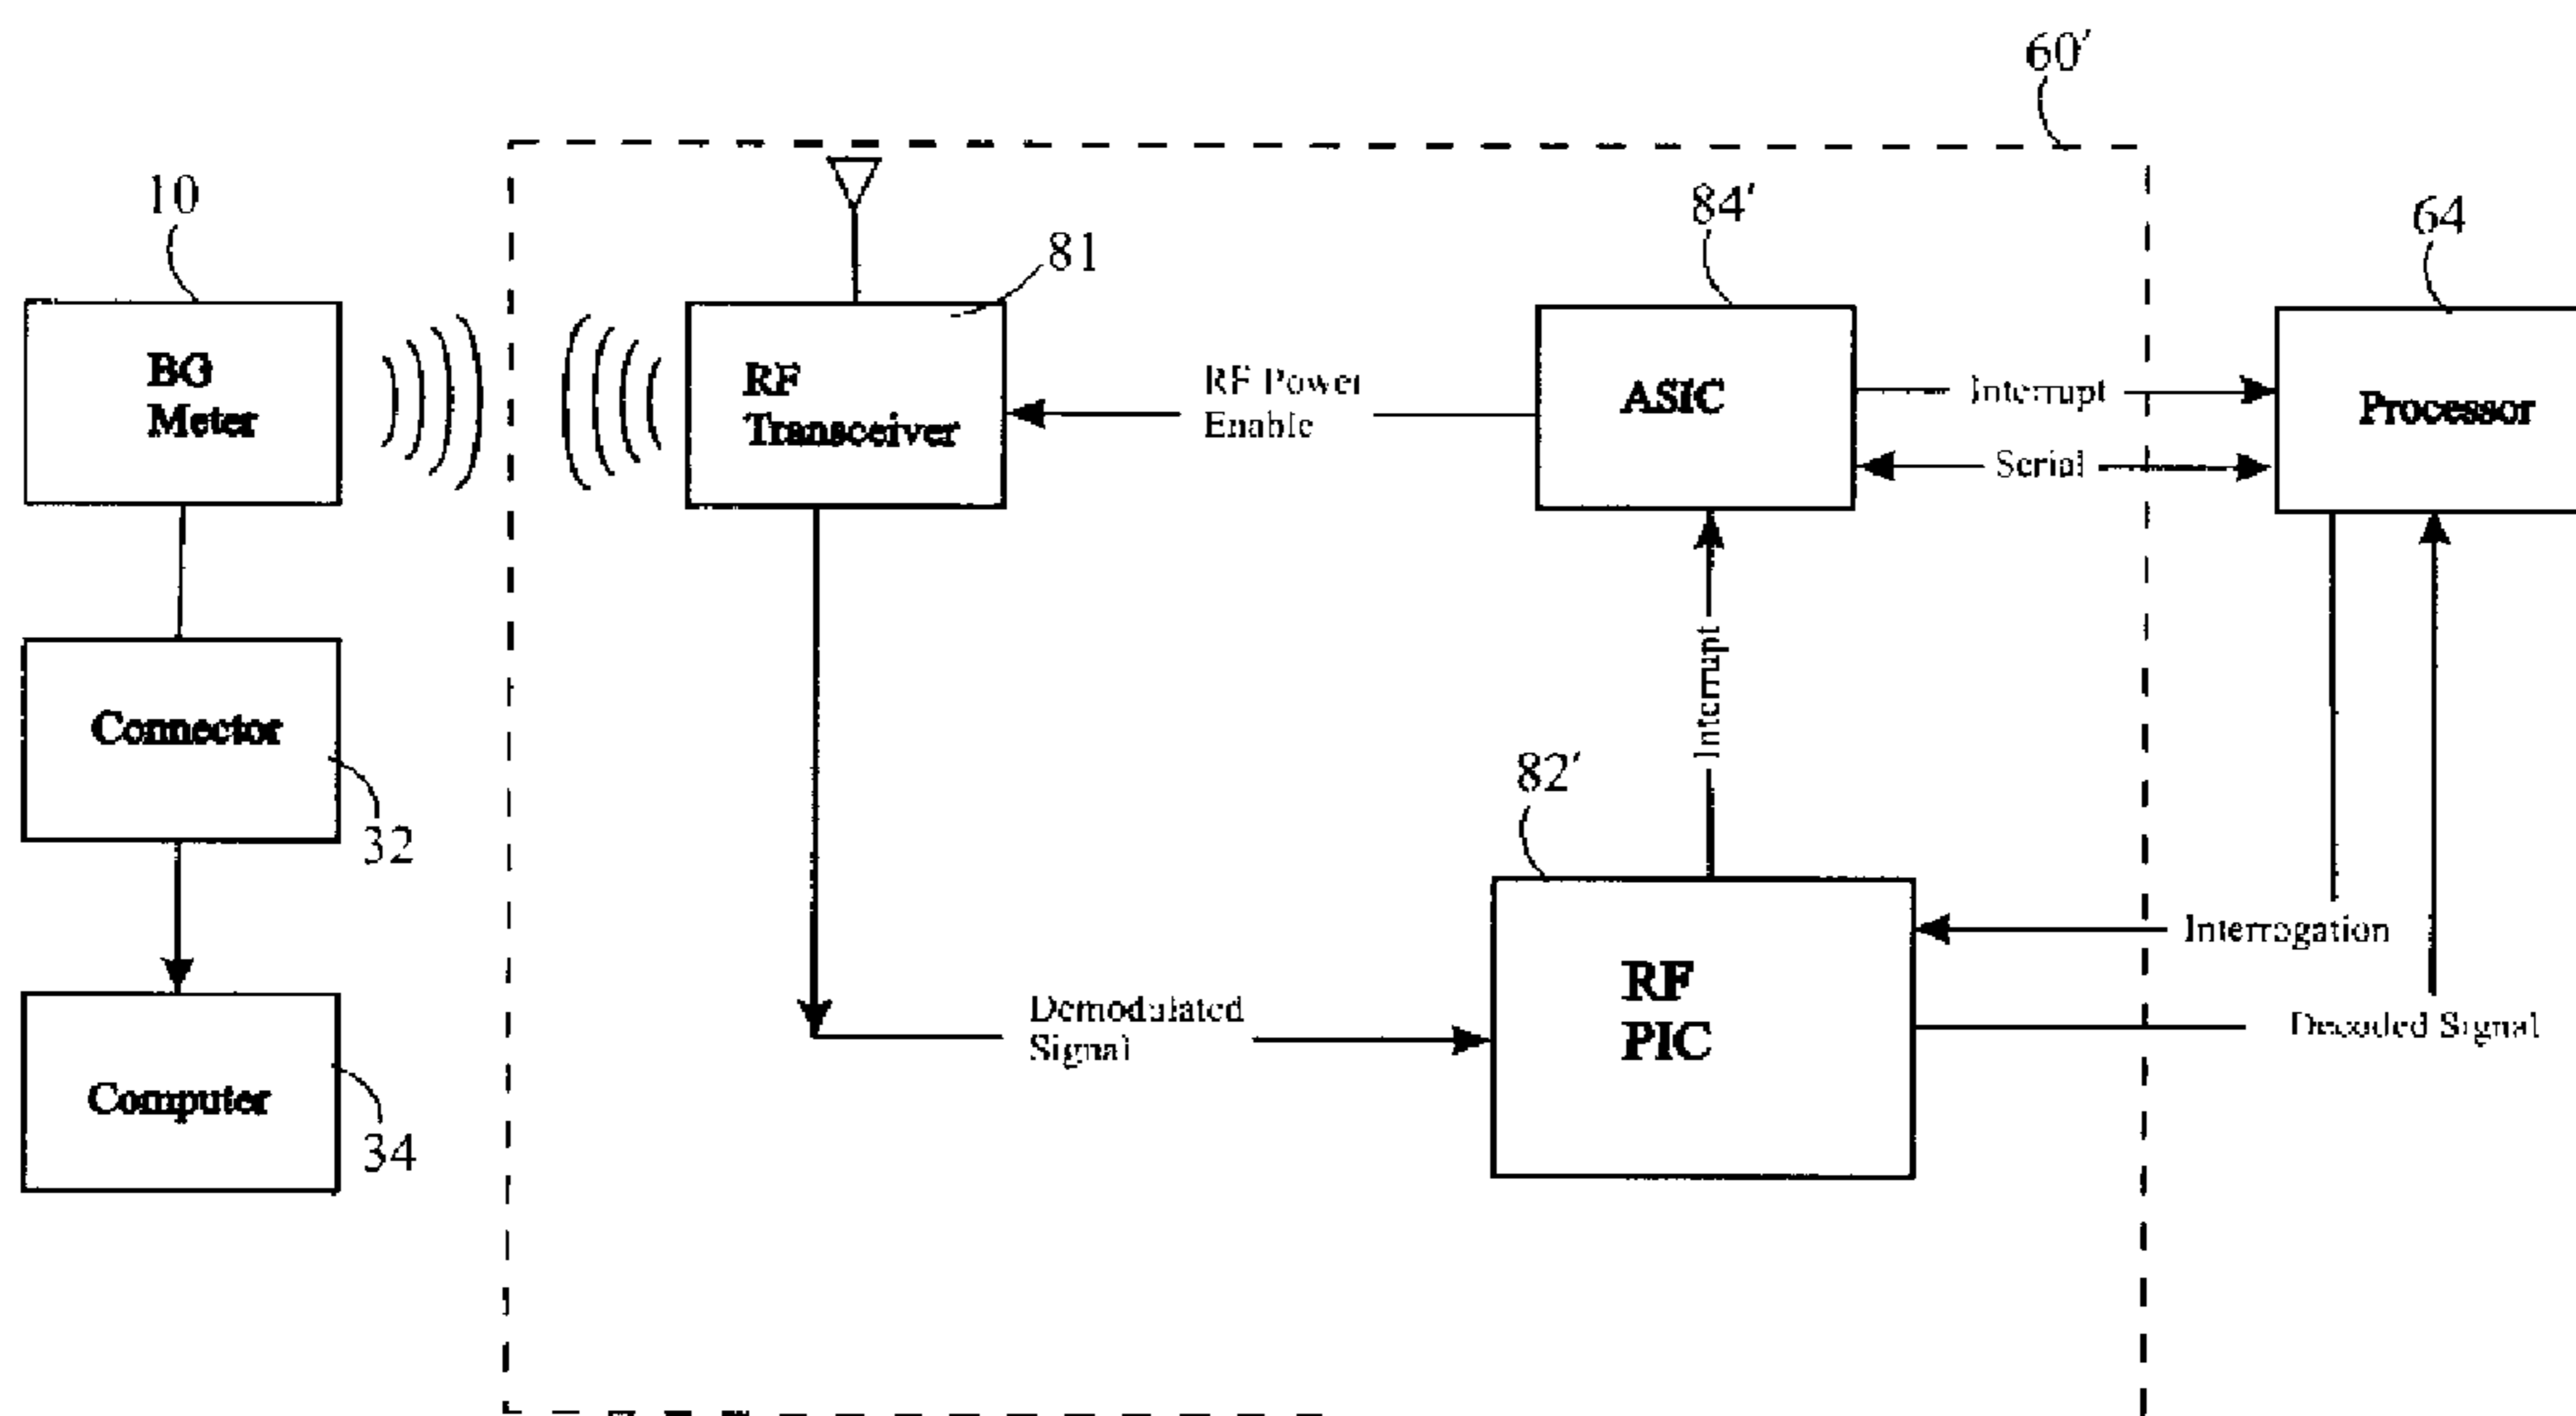 60′
10
84′
64
81
BG
Meter
RF
Transceiver
RF Power
Enable
ASIC
Interrupt
Serial
Processor
Interrupt
Connector
32
82′
Interrogation
RF
PIC
Demodulated
Signal
Decoded Signal
Computer
34